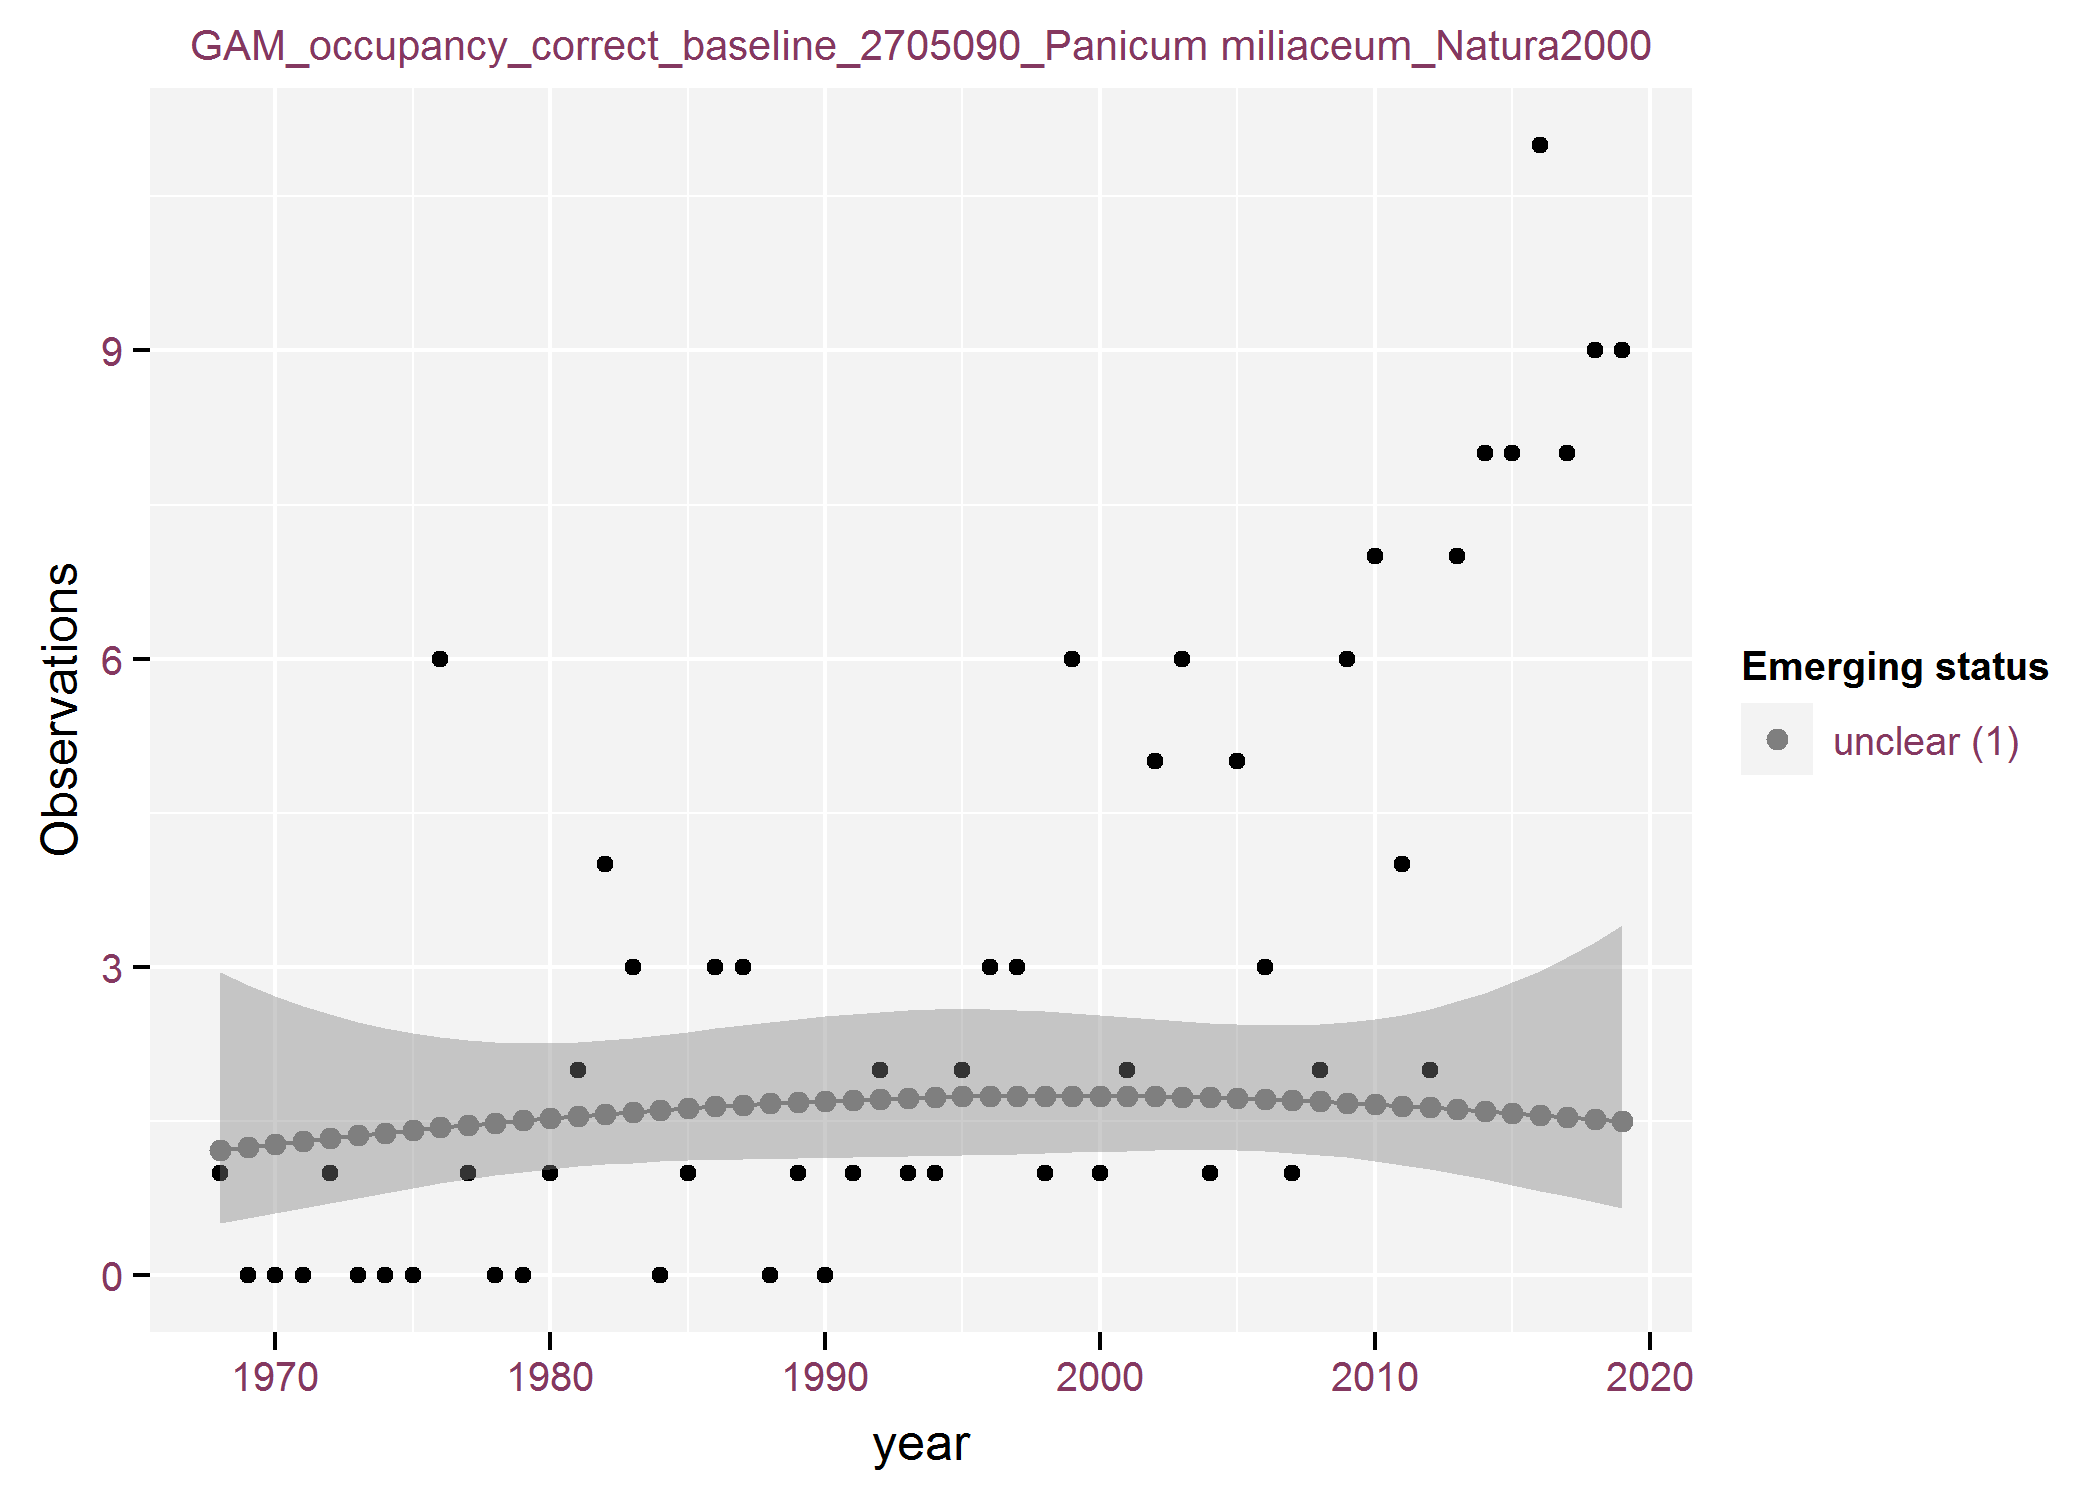 GAM_occupancy_correct_baseline_2705090_Panicum miliaceum_Natura2000
Observations
9
6
3
0
1970 1980 1990 2000 2010 2020
year
Emerging status
unclear (1)